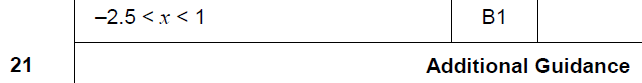 –2.5 < x < 1 B1
21 Additional Guidance